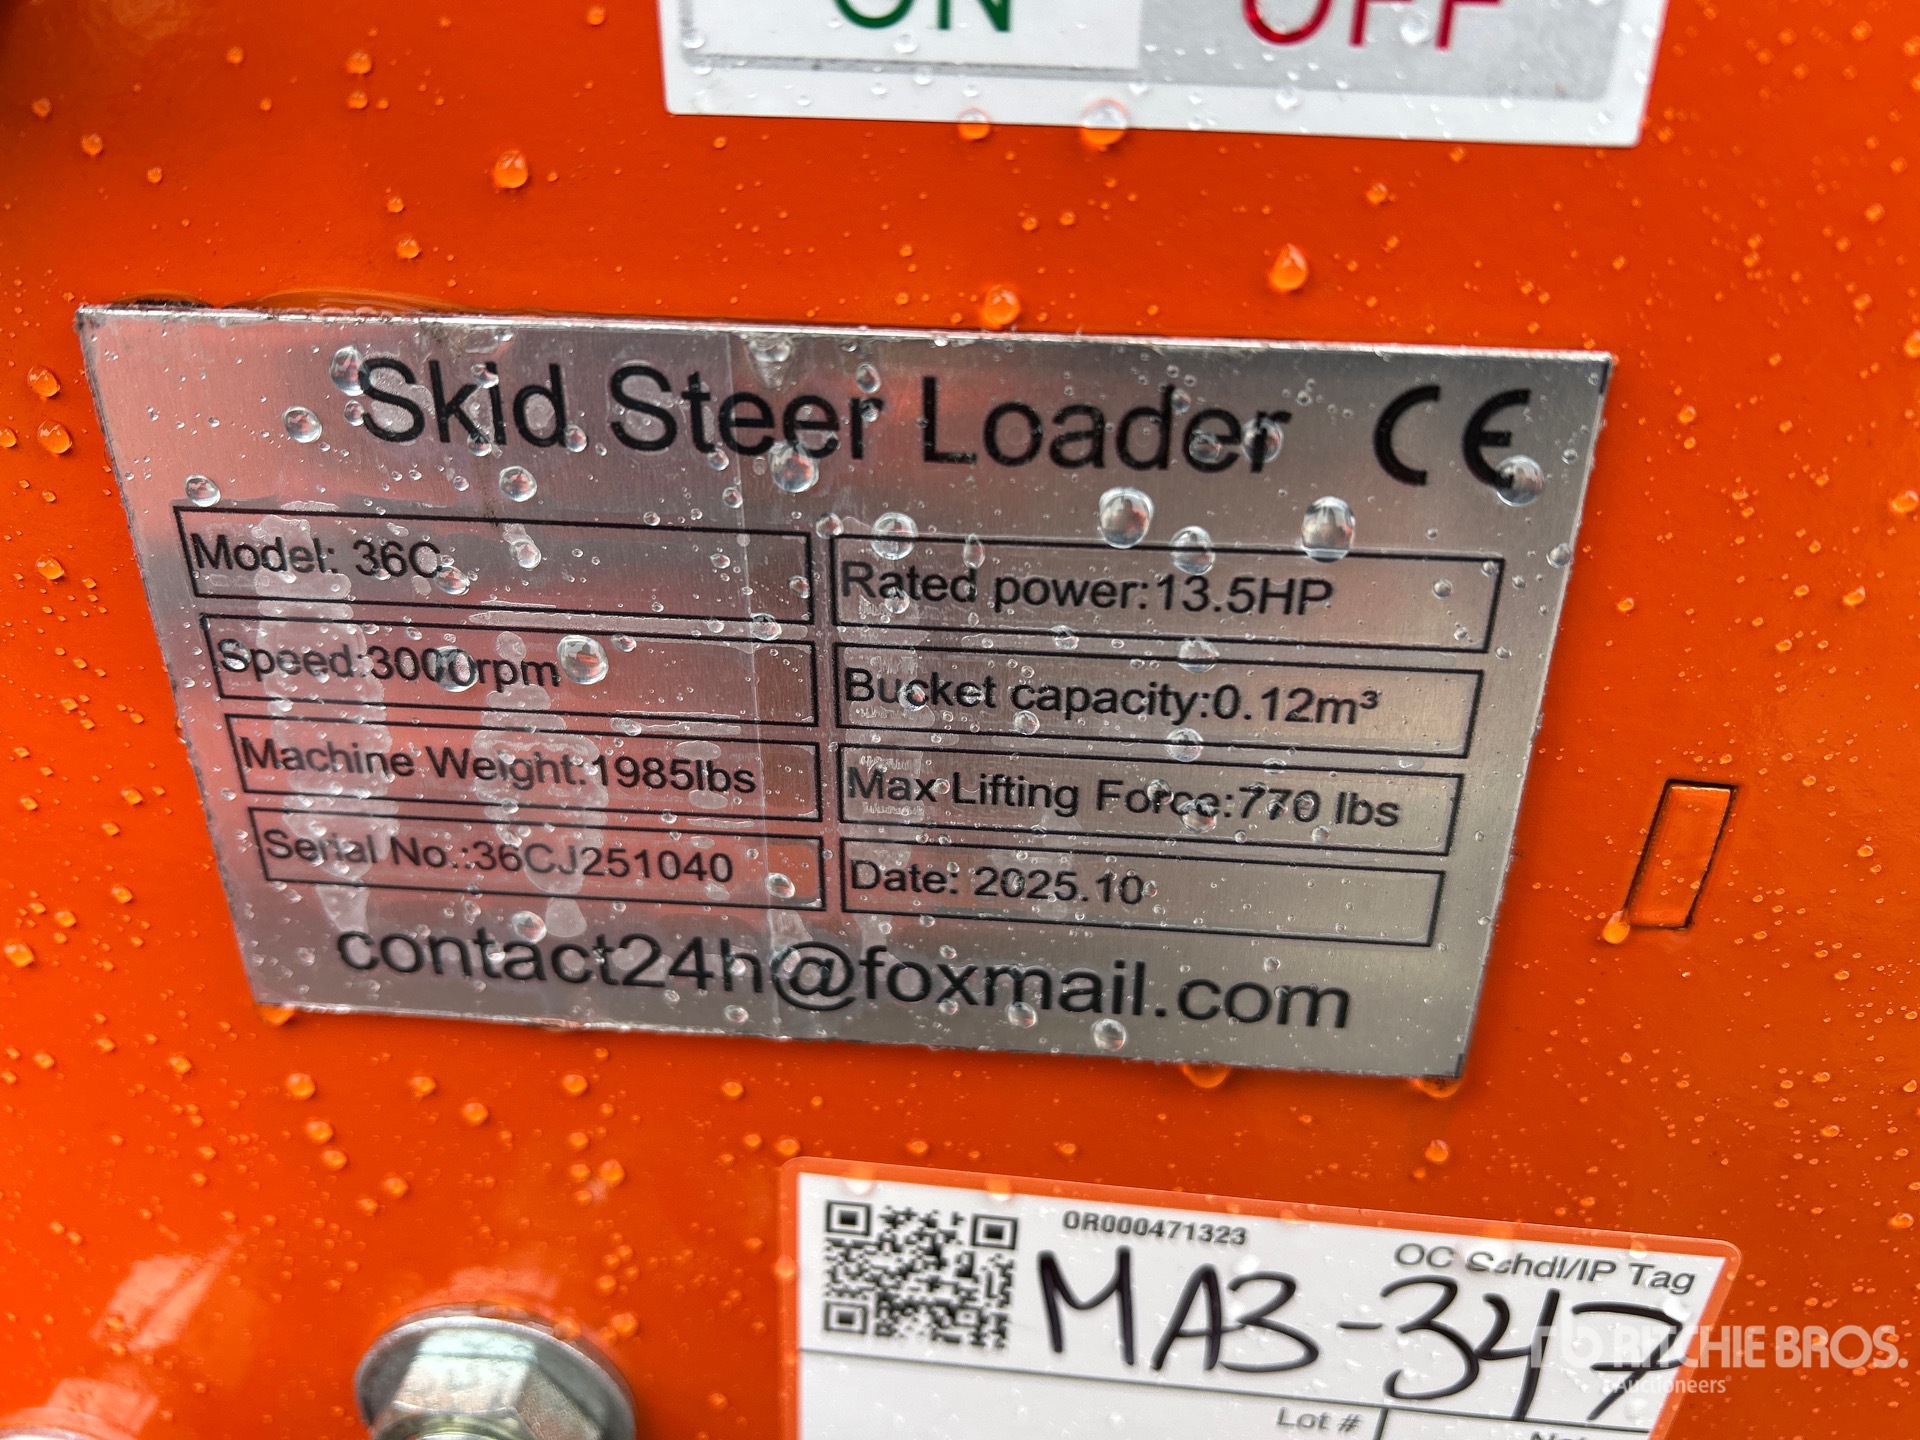 ON OFF
Skid Steer Loader CE
Model: 36C
Rated power:13.5HP
Speed:3000rpm
Bucket capacity:0.12m³
Machine Weight:1985lbs
Max Lifting Force:770 lbs
Serial No.:36CJ251040
Date: 2025.10
contact24h@foxmail.com
0R000471323
OC Schdl/IP Tag
MA3-347
RITCHIE BROS.
Auctioneers
Lot #